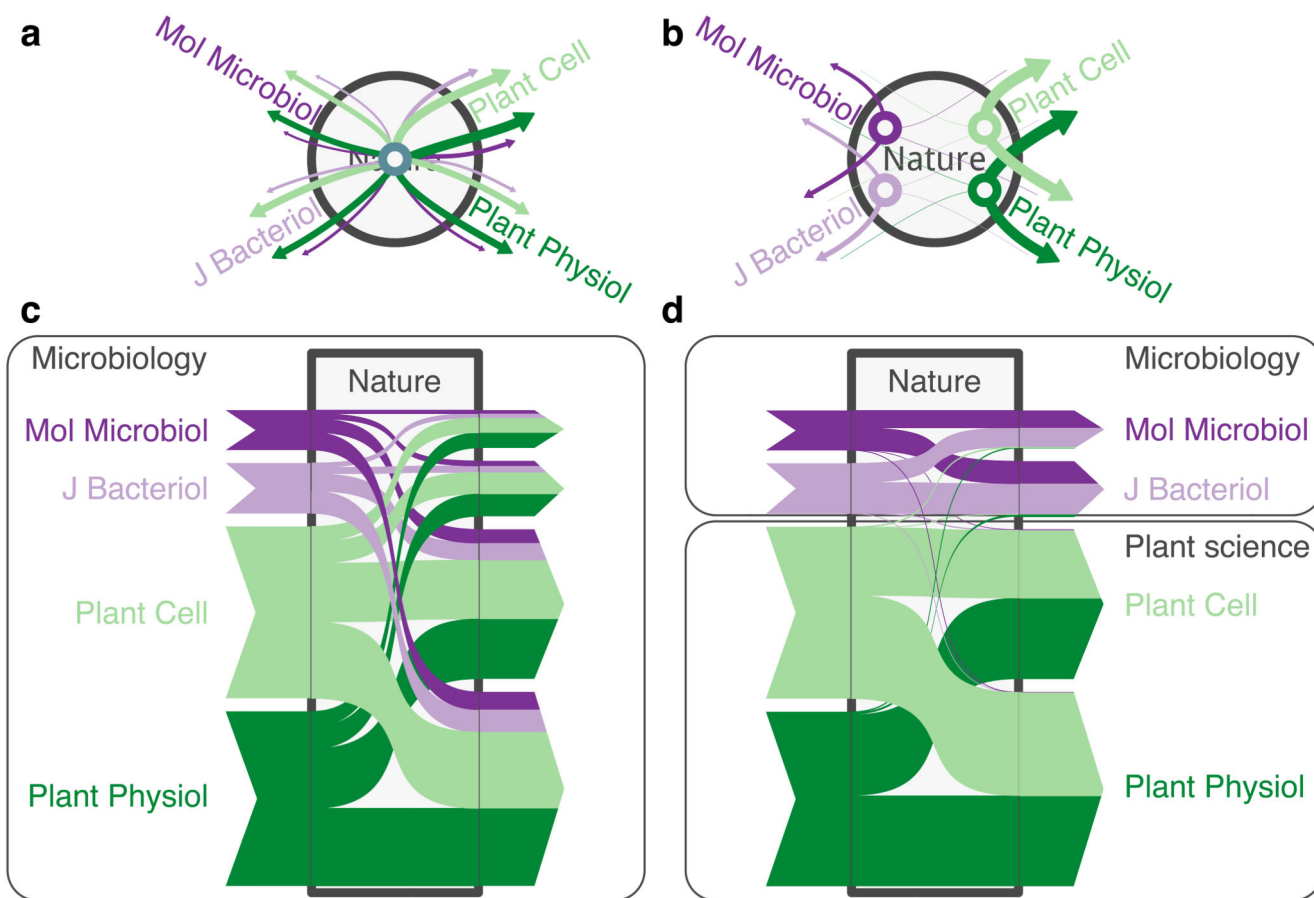 a
Mol Microbiol
Plant Cell
Nature
J Bacteriol
Plant Physiol
b
Mol Microbiol
Plant Cell
Nature
J Bacteriol
Plant Physiol
c
Microbiology
Nature
Mol Microbiol
J Bacteriol
Plant Cell
Plant Physiol
d
Nature
Microbiology
Mol Microbiol
J Bacteriol
Plant science
Plant Cell
Plant Physiol